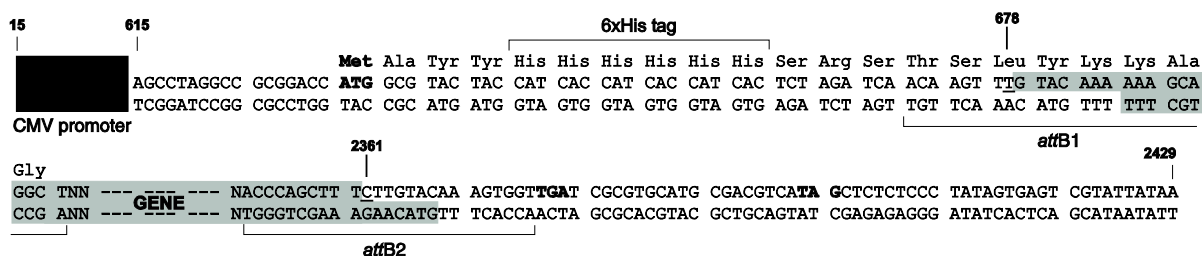 15 615 6xHis tag 678
Met Ala Tyr Tyr His His His His His His Ser Arg Ser Thr Ser Leu Tyr Lys Lys Ala
AGCCTAGGCC GCGGACC ATG GCG TAC TAC CAT CAC CAT CAC CAT CAC TCT AGA TCA ACA AGT TTG TAC AAA AAA GCA
TCGGATCCGG CGCCTGG TAC CGC ATG ATG GTA GTG GTA GTG GTA GTG AGA TCT AGT TGT TCA AAC ATG TTT TTT CGT
CMV promoter
attB1
2361 2429
Gly
GGC TNN --- --- --- NACCCAGCTT TCTTGTACAA AGTGGTTGAT CGCGTGCATG CGACGTCATAG CTCTCTCCC TATAGTGAGT CGTATTATAA
GENE
CCG ANN --- --- --- NTGGGTCGAA AGAACATGTT TCACCAACTA GCGCACGTAC GCTGCAGTAT CGAGAGAGGG ATATCACTCA GCATAATATT
attB2